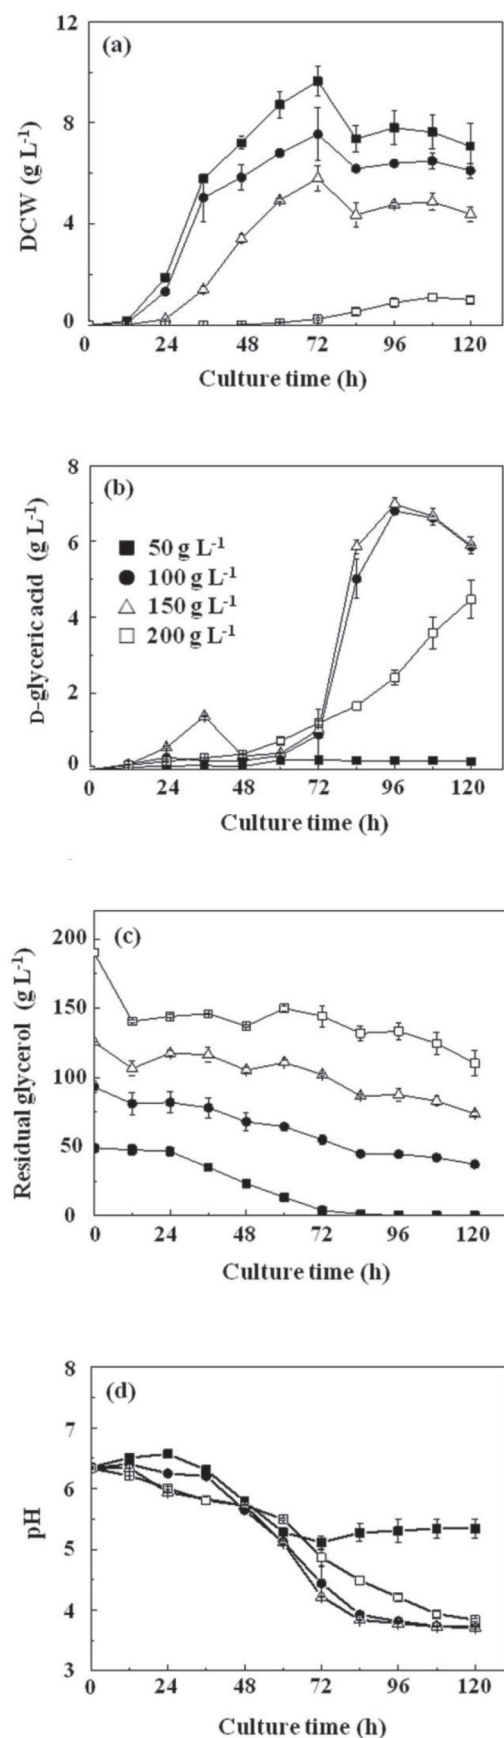 12
(a)
8
4
0
DCW (g L⁻¹)
0 24 48 72 96 120
Culture time (h)
8
(b)
6
50 g L⁻¹
100 g L⁻¹
4
150 g L⁻¹
200 g L⁻¹
2
0
D-glyceric acid (g L⁻¹)
0 24 48 72 96 120
Culture time (h)
200
(c)
150
100
50
0
Residual glycerol (g L⁻¹)
0 24 48 72 96 120
Culture time (h)
8
(d)
7
6
5
4
3
pH
0 24 48 72 96 120
Culture time (h)